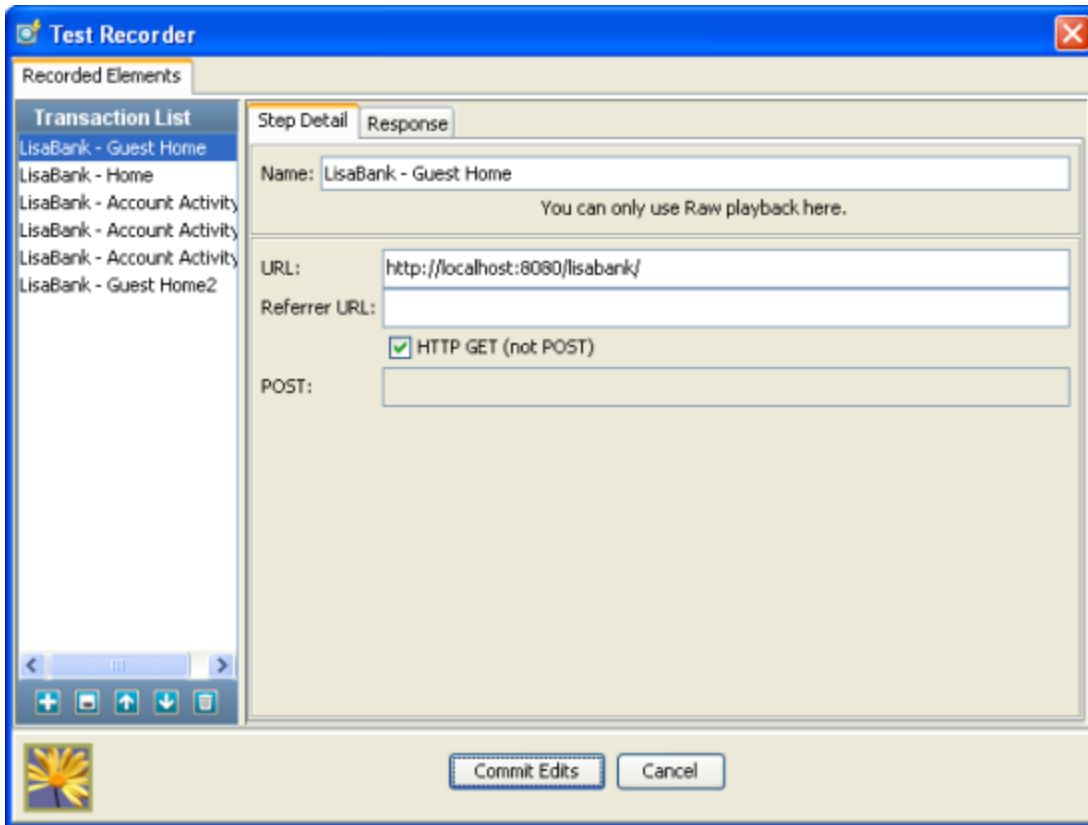 Test Recorder
Recorded Elements
Transaction List
LisaBank - Guest Home
LisaBank - Home
LisaBank - Account Activity
LisaBank - Account Activity
LisaBank - Account Activity
LisaBank - Guest Home2
Step Detail Response
Name: LisaBank - Guest Home
You can only use Raw playback here.
URL: http://localhost:8080/lisabank/
Referrer URL:
HTTP GET (not POST)
POST:
Commit Edits Cancel